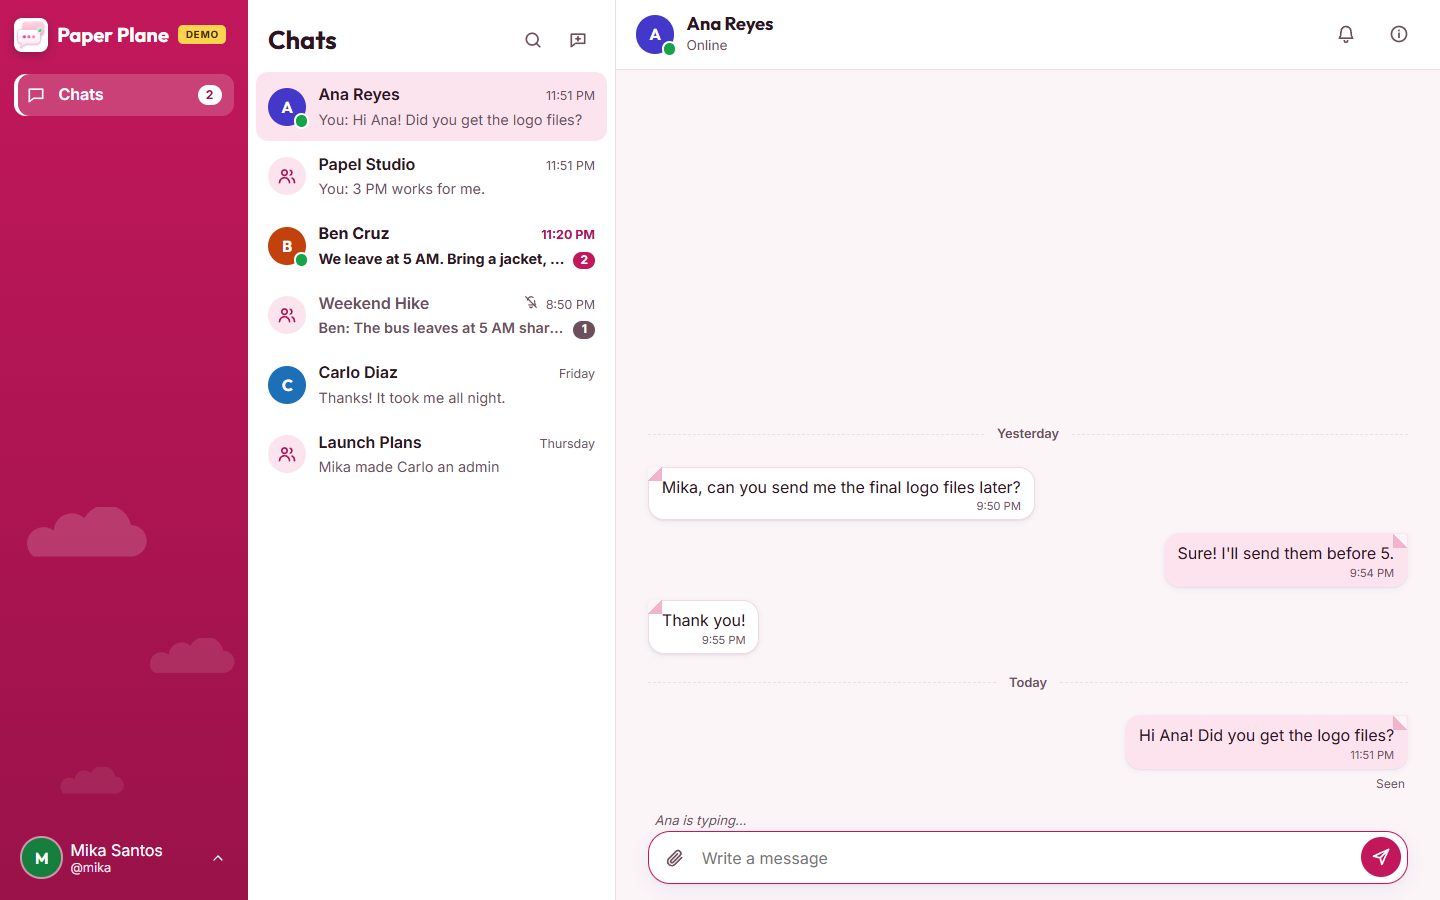 Paper Plane DEMO
Chats 2
Mika Santos
@mika
Chats
A Ana Reyes 11:51 PM
You: Hi Ana! Did you get the logo files?
Papel Studio 11:51 PM
You: 3 PM works for me.
B Ben Cruz 11:20 PM
We leave at 5 AM. Bring a jacket, ... 2
Weekend Hike 8:50 PM
Ben: The bus leaves at 5 AM shar... 1
C Carlo Diaz Friday
Thanks! It took me all night.
Launch Plans Thursday
Mika made Carlo an admin
M
A Ana Reyes
Online
Yesterday
Mika, can you send me the final logo files later?
9:50 PM
Sure! I'll send them before 5.
9:54 PM
Thank you!
9:55 PM
Today
Hi Ana! Did you get the logo files?
11:51 PM
Seen
Ana is typing...
Write a message